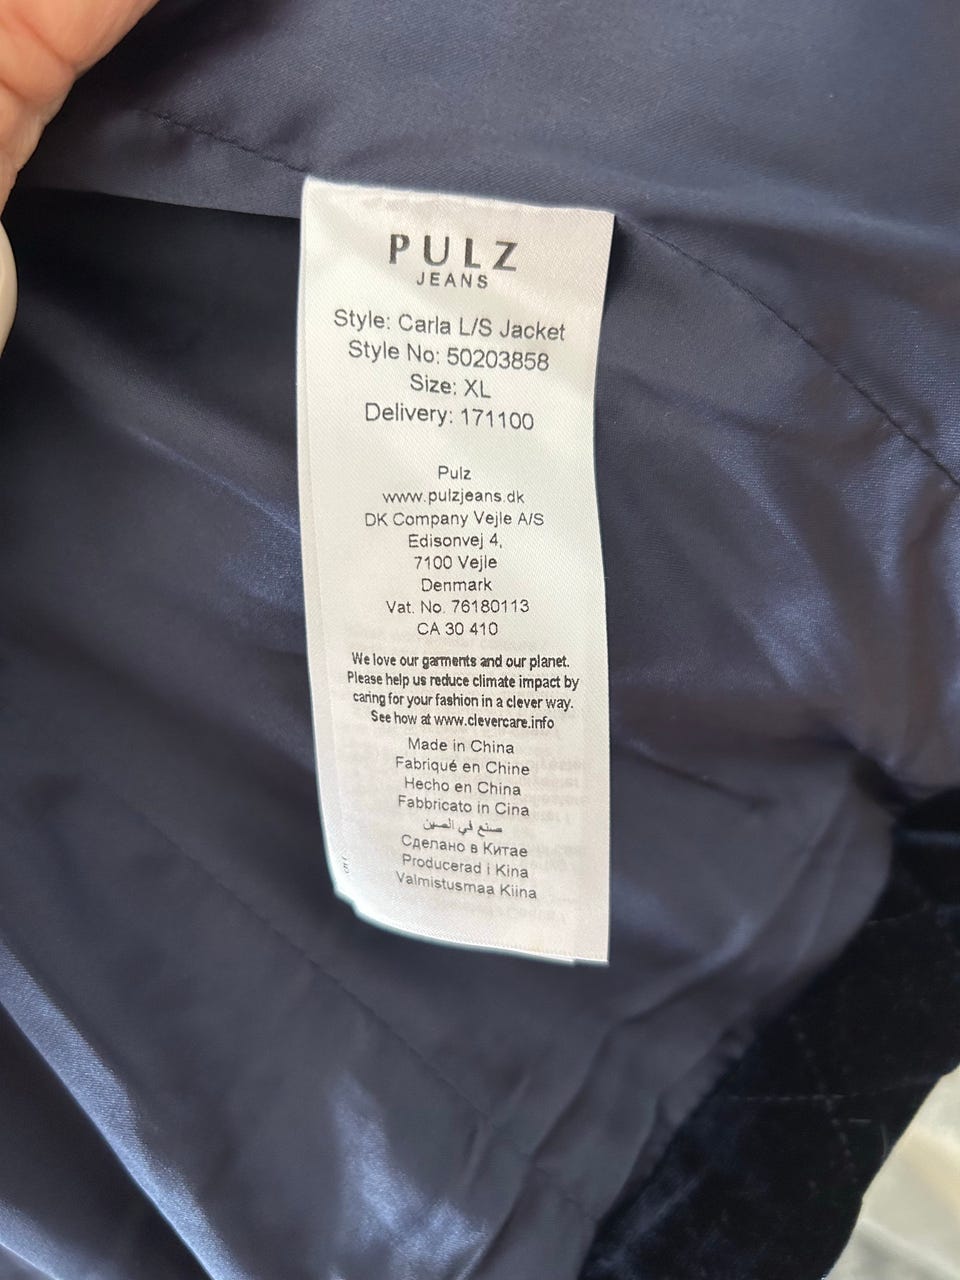 PULZ
JEANS
Style: Carla L/S Jacket
Style No: 50203858
Size: XL
Delivery: 171100
Pulz
www.pulzjeans.dk
DK Company Vejle A/S
Edisonvej 4,
7100 Vejle
Denmark
Vat. No. 76180113
CA 30 410
We love our garments and our planet.
Please help us reduce climate impact by
caring for your fashion in a clever way.
See how at www.clevercare.info
Made in China
Fabriqué en Chine
Hecho en China
Fabbricato in Cina
صنع في الصين
Сделано в Китае
Producerad i Kina
Valmistusmaa Kiina